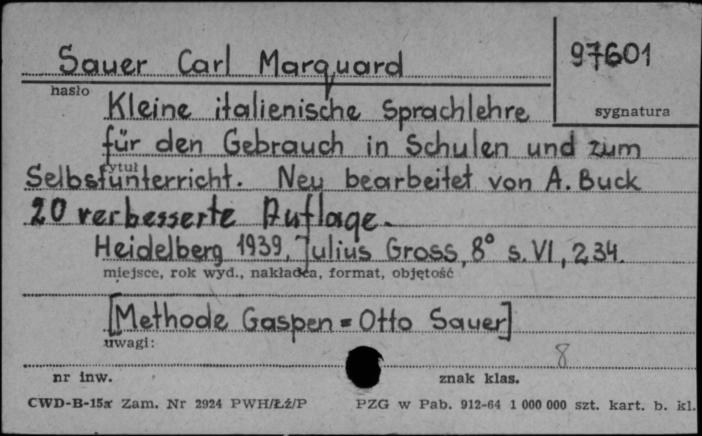 Sauer Carl Marquard
97601
hasło
Kleine italienische Sprachlehre
sygnatura
für den Gebrauch in Schulen und zum
tytuł
Selbstunterricht. Neu bearbeitet von A. Buck
20 verbesserte Auflage.
Heidelberg 1939, Julius Gross, 8° s. VI, 234.
miejsce, rok wyd., nakładca, format, objętość
[Methode Gaspen = Otto Sauer]
uwagi:
8
nr inw.
znak klas.
CWD-B-15a Zam. Nr 2924 PWH/Łź/P PZG w Pab. 912-64 1 000 000 szt. kart. b. kl.